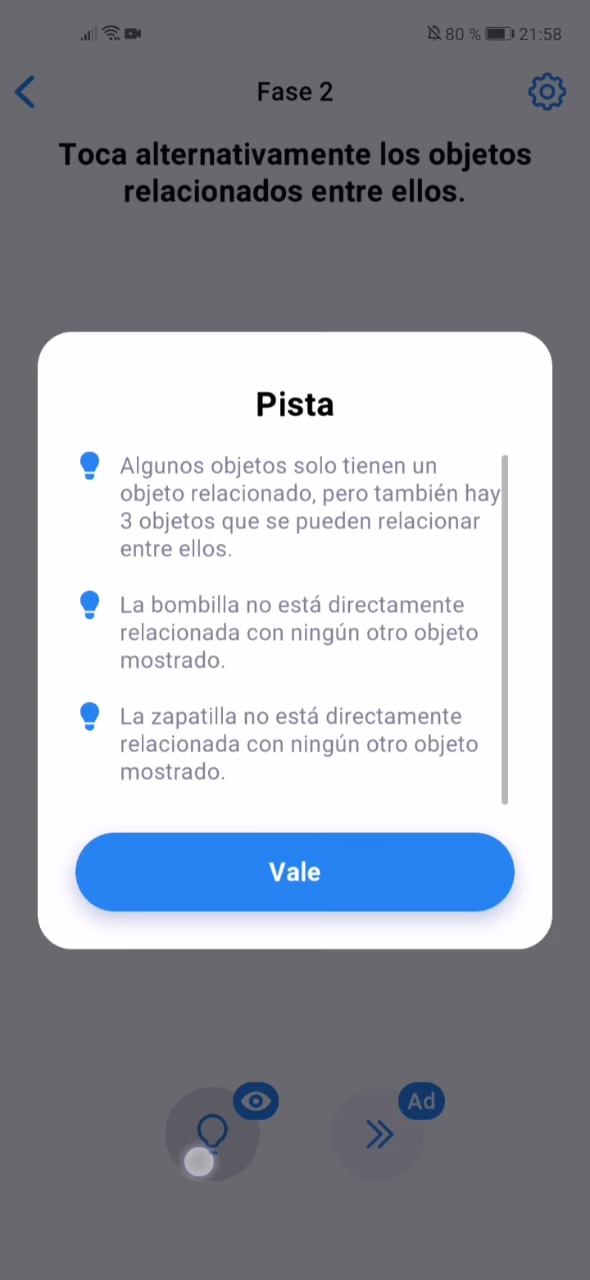 80 % 21:58
Fase 2
Toca alternativamente los objetos
relacionados entre ellos.
Pista
Algunos objetos solo tienen un
objeto relacionado, pero también hay
3 objetos que se pueden relacionar
entre ellos.
La bombilla no está directamente
relacionada con ningún otro objeto
mostrado.
La zapatilla no está directamente
relacionada con ningún otro objeto
mostrado.
Vale
Ad